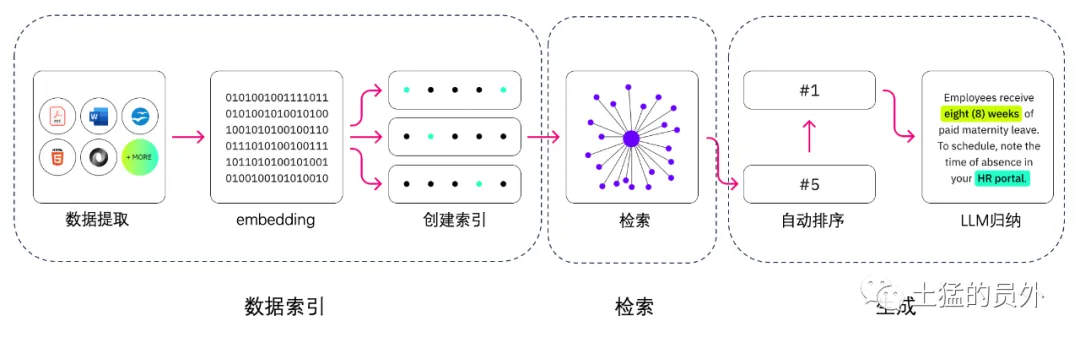 PDF
W
HTML
5
+ MORE
数据提取
0101001001111011
0101001010010100
1001010100100110
0111010100100111
1011010100101001
0100100101010010
embedding
创建索引
数据索引
检索
检索
#1
#5
自动排序
Employees receive
eight (8) weeks of
paid maternity leave.
To schedule, note the
time of absence in
your HR portal.
LLM归纳
生成
土猛的员外